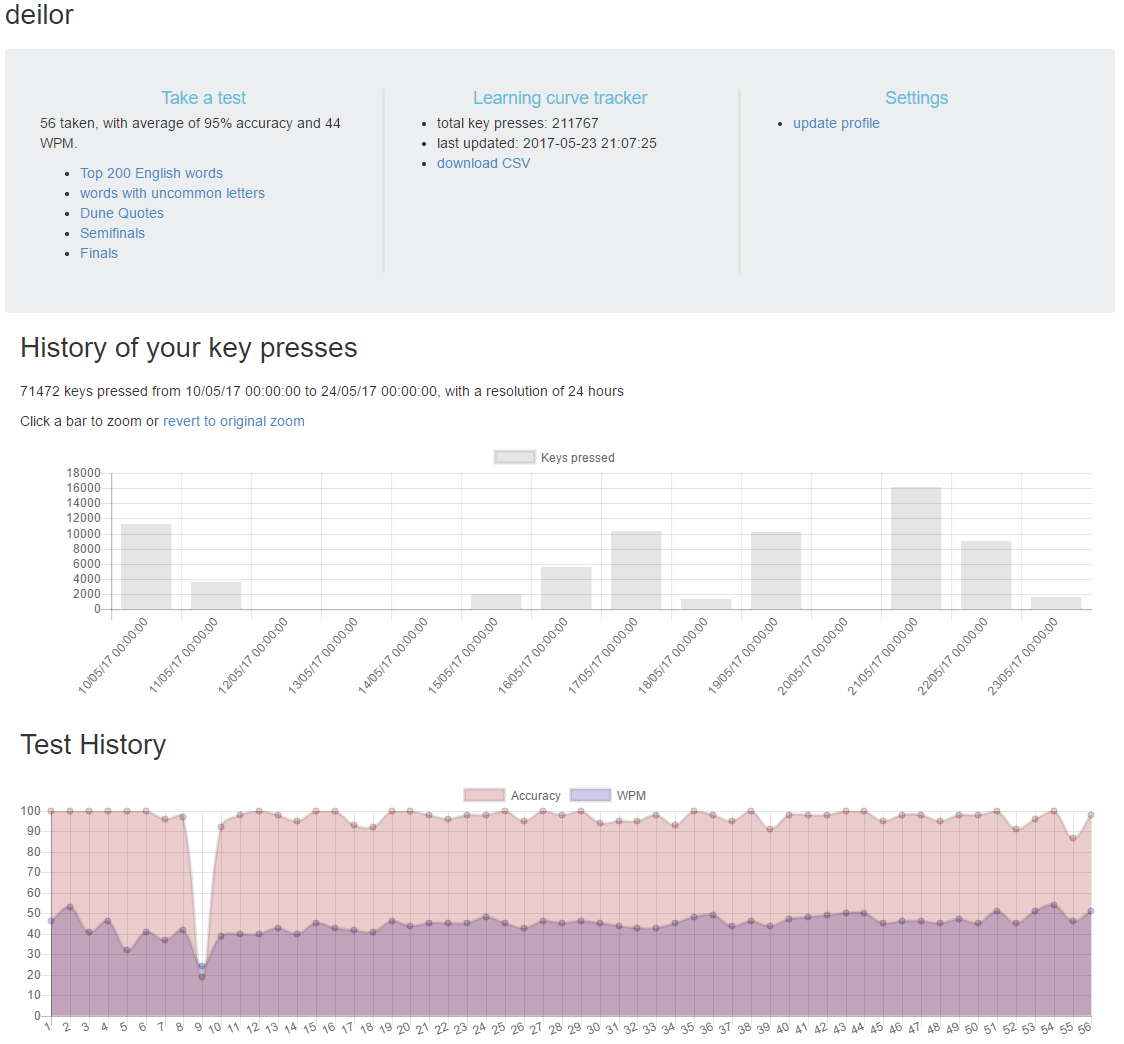 deilor
Take a test
56 taken, with average of 95% accuracy and 44
WPM.
Top 200 English words
words with uncommon letters
Dune Quotes
Semifinals
Finals
Learning curve tracker
total key presses: 211767
last updated: 2017-05-23 21:07:25
download CSV
Settings
update profile
History of your key presses
71472 keys pressed from 10/05/17 00:00:00 to 24/05/17 00:00:00, with a resolution of 24 hours
Click a bar to zoom or revert to original zoom
Keys pressed
18000
16000
14000
12000
10000
8000
6000
4000
2000
0
10/05/17 00:00:00
11/05/17 00:00:00
12/05/17 00:00:00
13/05/17 00:00:00
14/05/17 00:00:00
15/05/17 00:00:00
16/05/17 00:00:00
17/05/17 00:00:00
18/05/17 00:00:00
19/05/17 00:00:00
20/05/17 00:00:00
21/05/17 00:00:00
22/05/17 00:00:00
23/05/17 00:00:00
Test History
Accuracy WPM
100
90
80
70
60
50
40
30
20
10
0
1 2 3 4 5 6 7 8 9 10 11 12 13 14 15 16 17 18 19 20 21 22 23 24 25 26 27 28 29 30 31 32 33 34 35 36 37 38 39 40 41 42 43 44 45 46 47 48 49 50 51 52 53 54 55 56